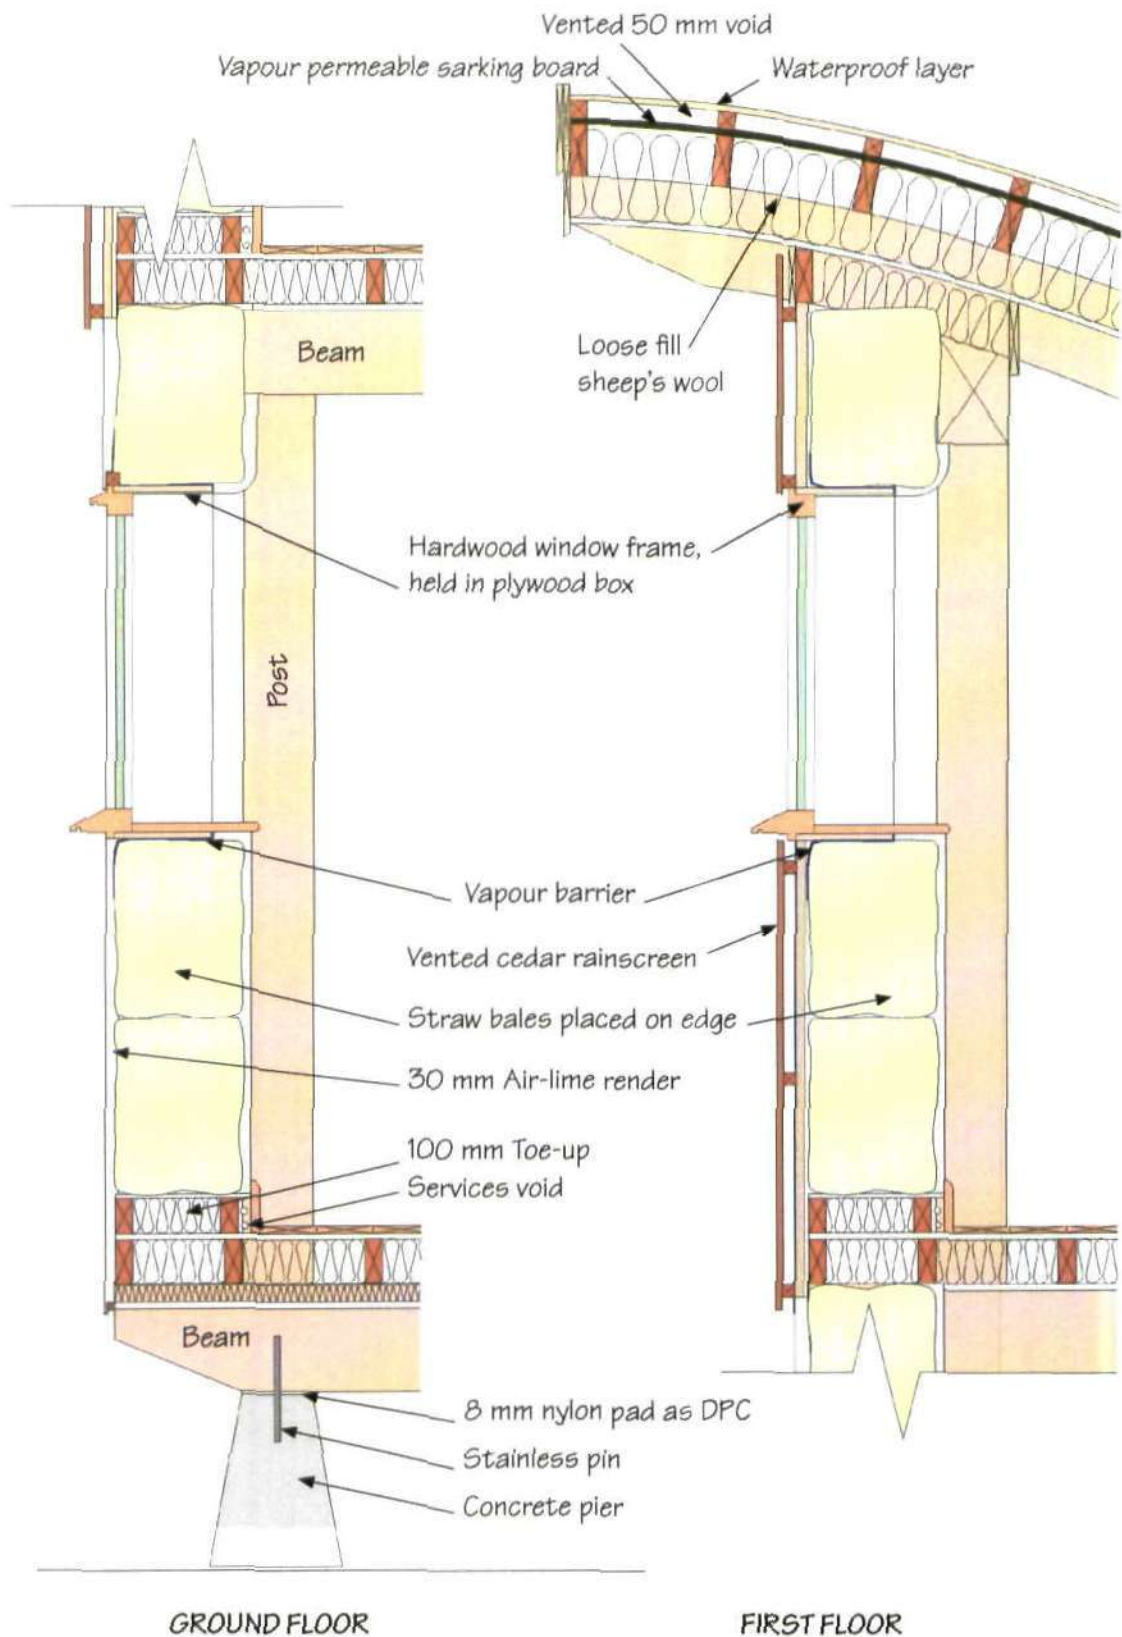 Vented 50 mm void
Vapour permeable sarking board
Waterproof layer
Beam
Loose fill
sheep's wool
Hardwood window frame,
held in plywood box
Post
Vapour barrier
Vented cedar rainscreen
Straw bales placed on edge
30 mm Air-lime render
100 mm Toe-up
Services void
Beam
8 mm nylon pad as DPC
Stainless pin
Concrete pier
GROUND FLOOR
FIRST FLOOR